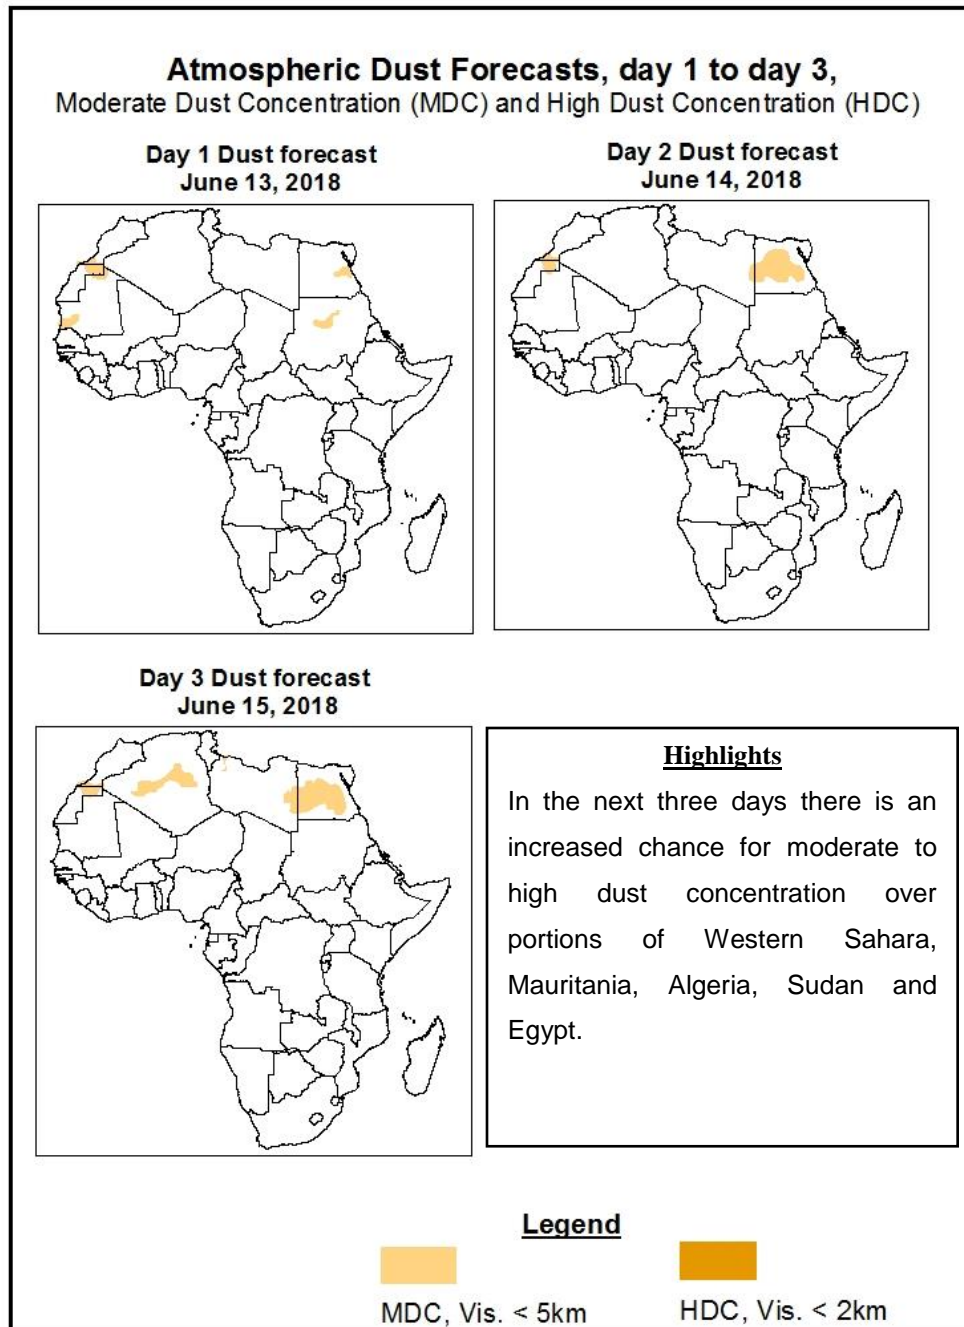 Atmospheric Dust Forecasts, day 1 to day 3,
Moderate Dust Concentration (MDC) and High Dust Concentration (HDC)
Day 1 Dust forecast
June 13, 2018
Day 2 Dust forecast
June 14, 2018
Day 3 Dust forecast
June 15, 2018
Highlights
In the next three days there is an
increased chance for moderate to
high dust concentration over
portions of Western Sahara,
Mauritania, Algeria, Sudan and
Egypt.
Legend
MDC, Vis. < 5km
HDC, Vis. < 2km